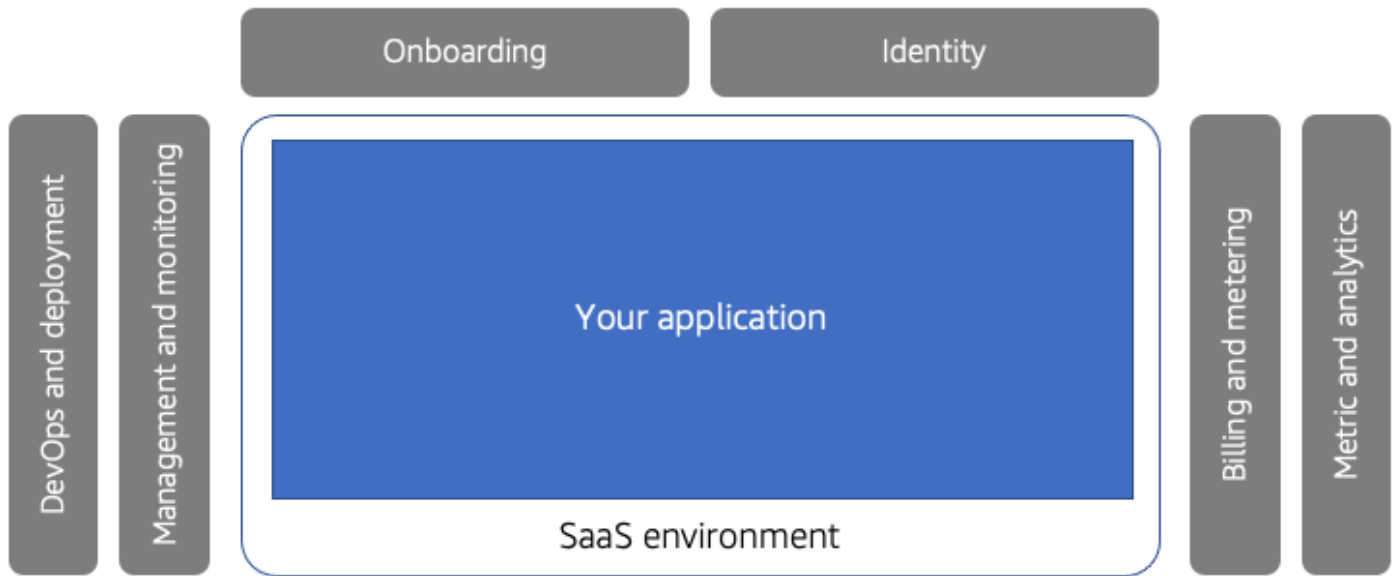 Onboarding
Identity
DevOps and deployment
Management and monitoring
Your application
SaaS environment
Billing and metering
Metric and analytics